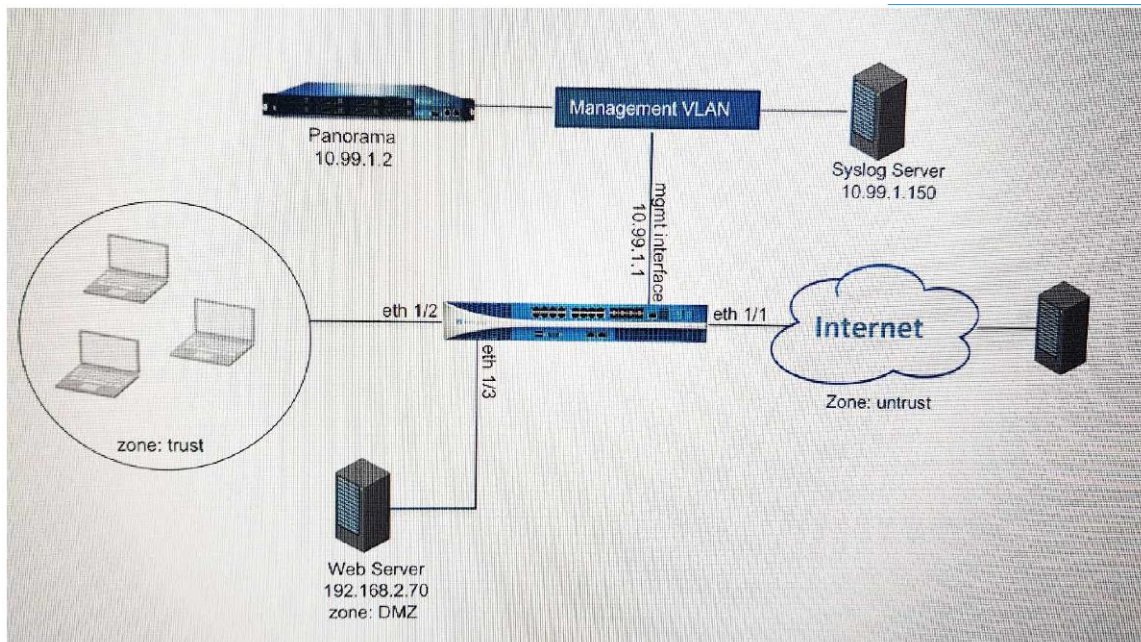 Management VLAN
Panorama
10.99.1.2
Syslog Server
10.99.1.150
mgmt interface
10.99.1.1
eth 1/2
eth 1/1
eth 1/3
Internet
Zone: untrust
zone: trust
Web Server
192.168.2.70
zone: DMZ